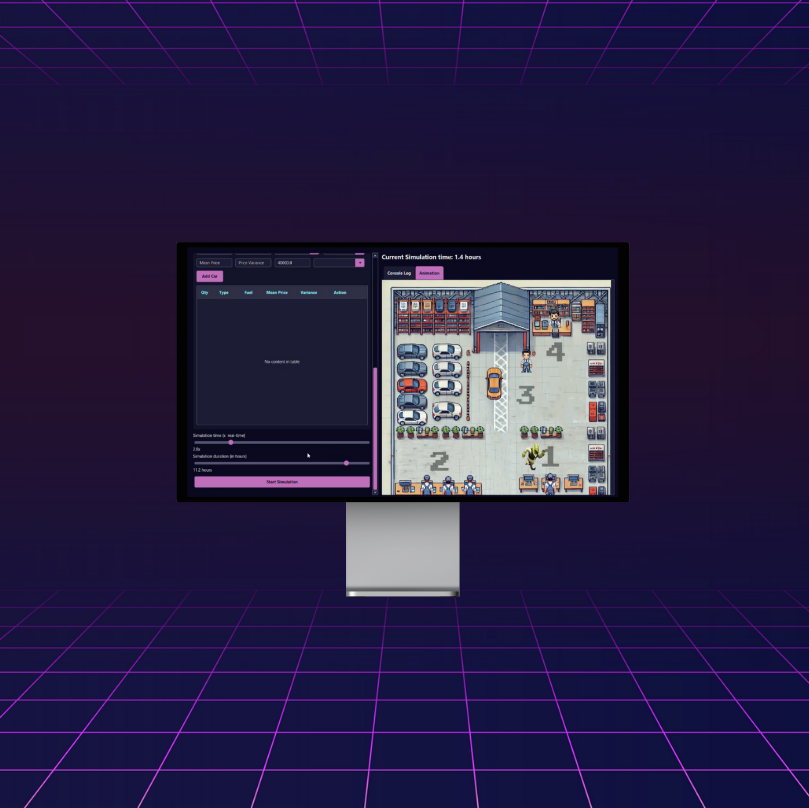 Current Simulation time: 1.4 hours
Mean Price
Price Variance
Add Car
Console Log
Animation
Qty
Type
Fuel
Mean Price
Variance
Action
No content in table
4
3
2
1
Simulation time (x real-time)
2.0x
Simulation duration (in hours)
11.2 hours
Start Simulation